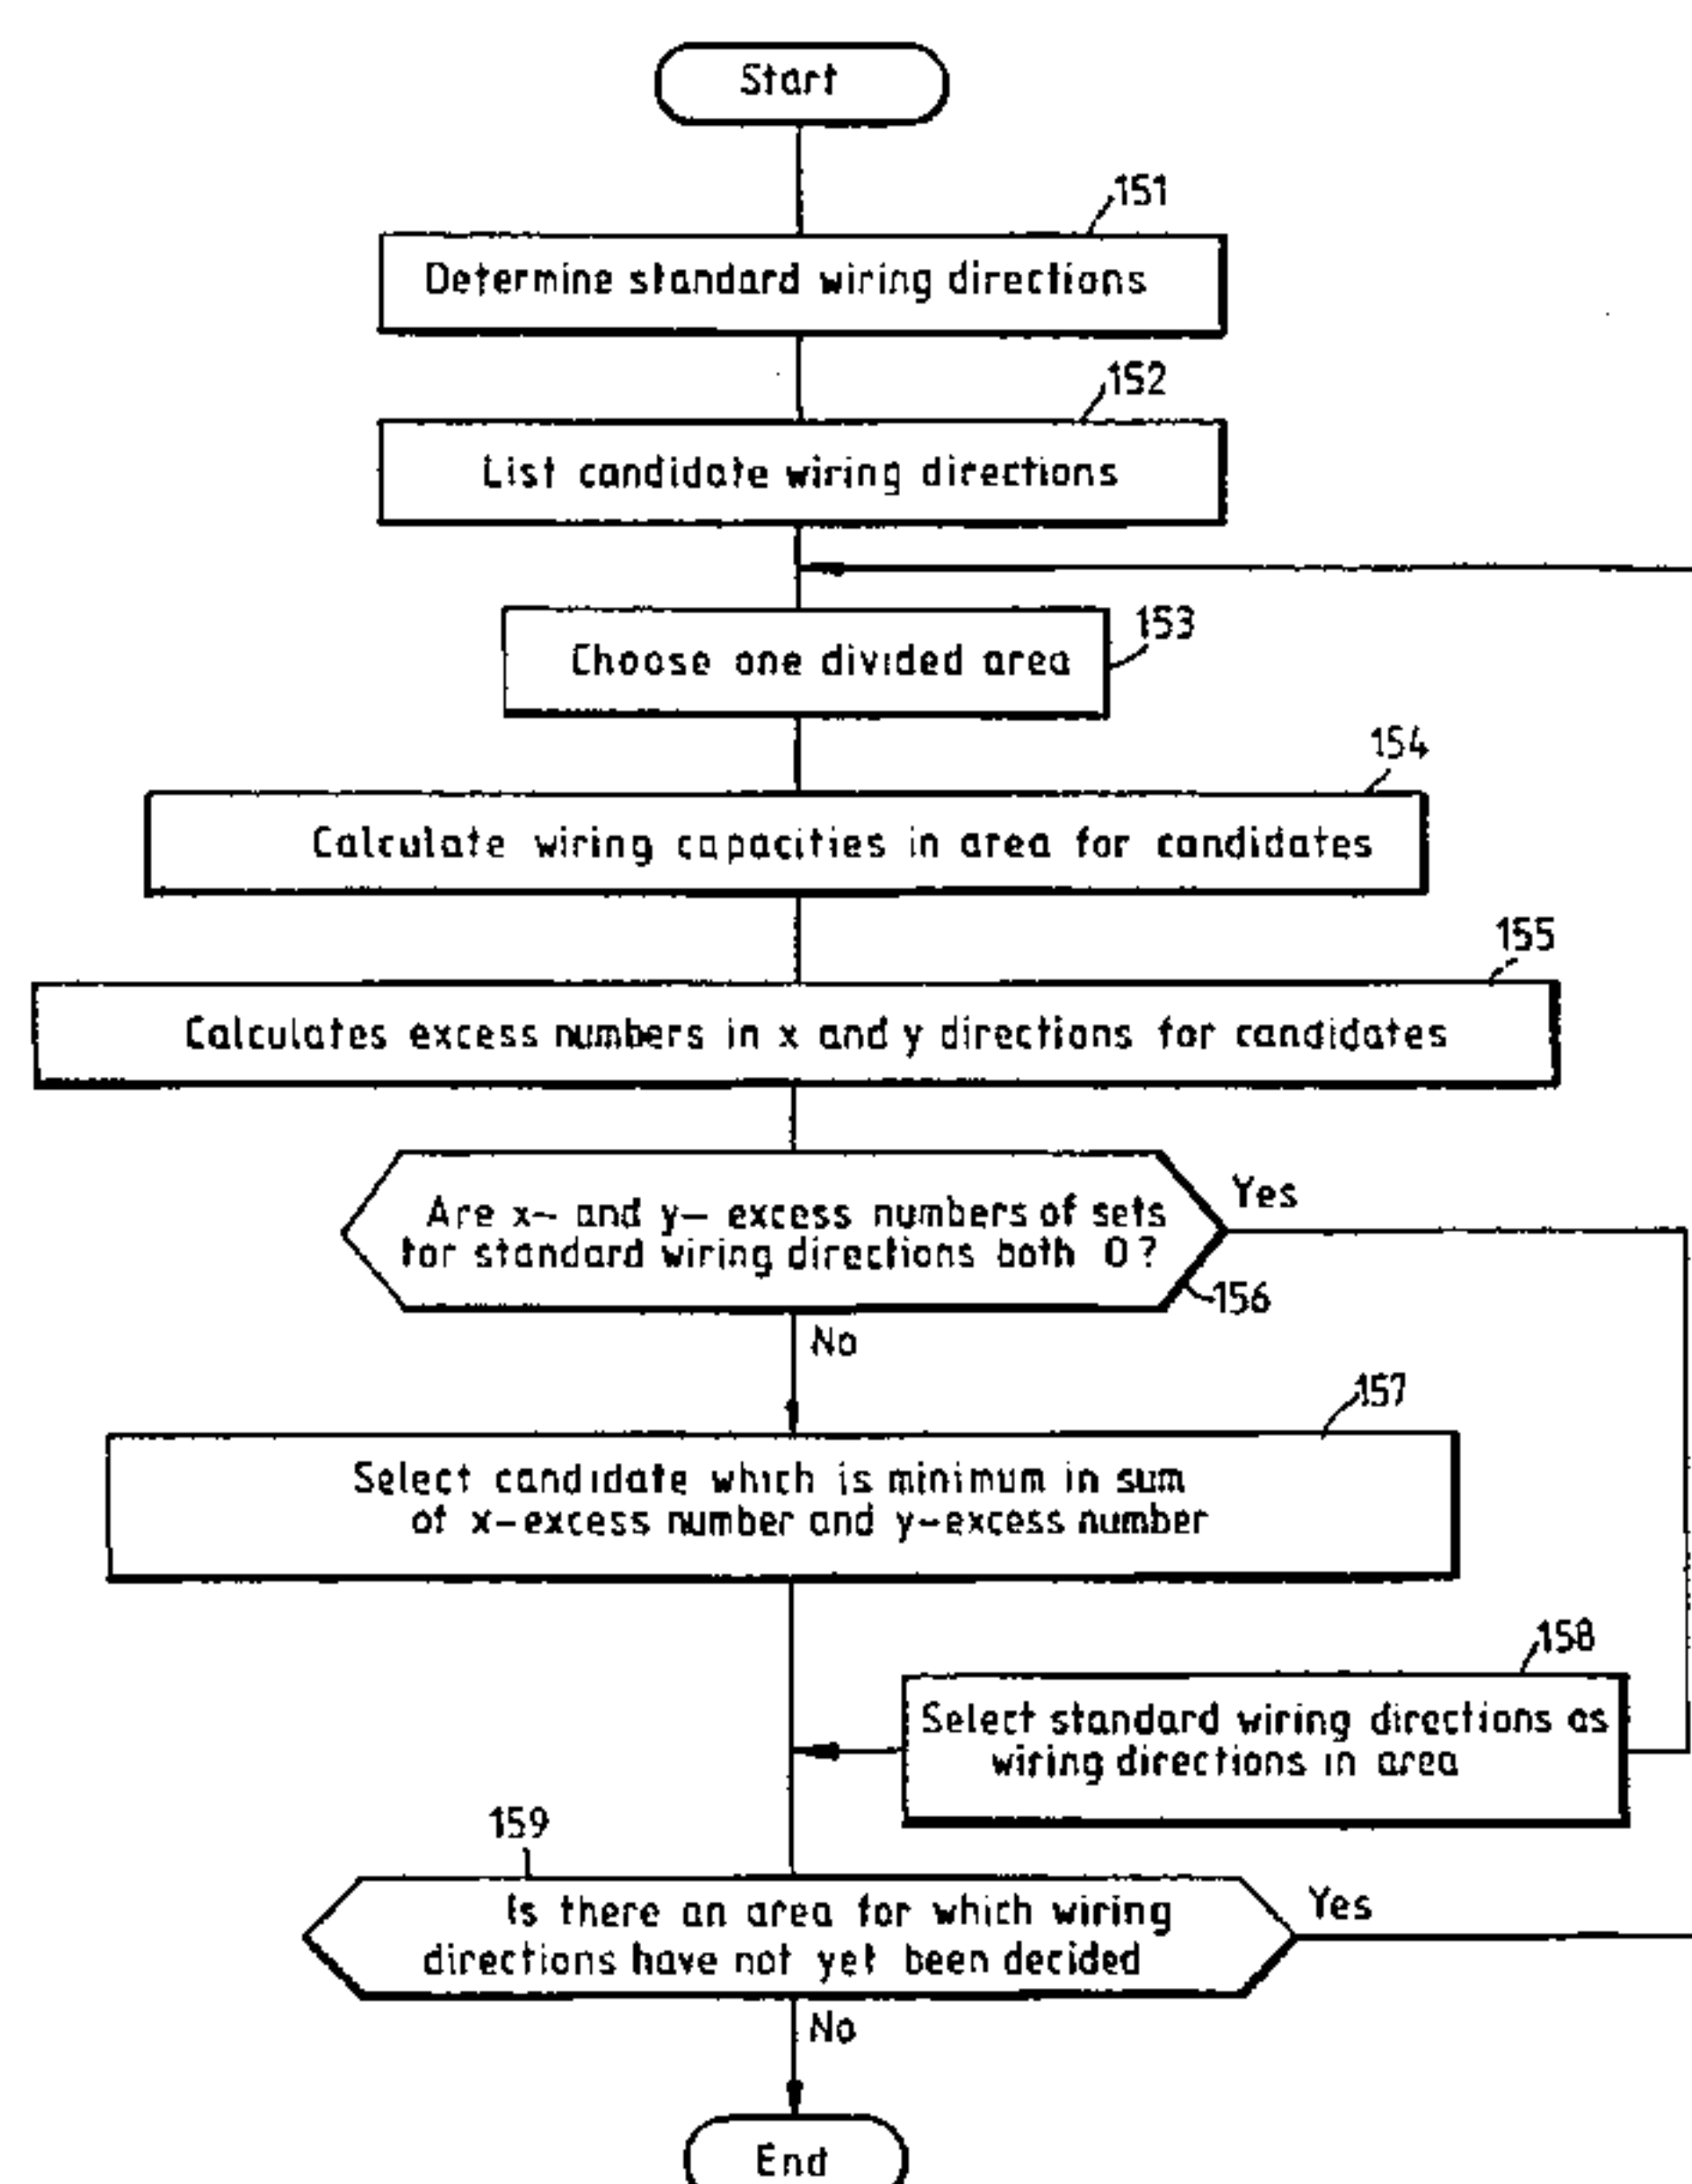 Start
151
Determine standard wiring directions
152
List candidate wiring directions
153
Choose one divided area
154
Calculate wiring capacities in area for candidates
155
Calculates excess numbers in x and y directions for candidates
Are x- and y- excess numbers of sets
for standard wiring directions both 0?
Yes
156
No
157
Select candidate which is minimum in sum
of x-excess number and y-excess number
158
Select standard wiring directions as
wiring directions in area
159
Is there an area for which wiring
directions have not yet been decided
Yes
No
End